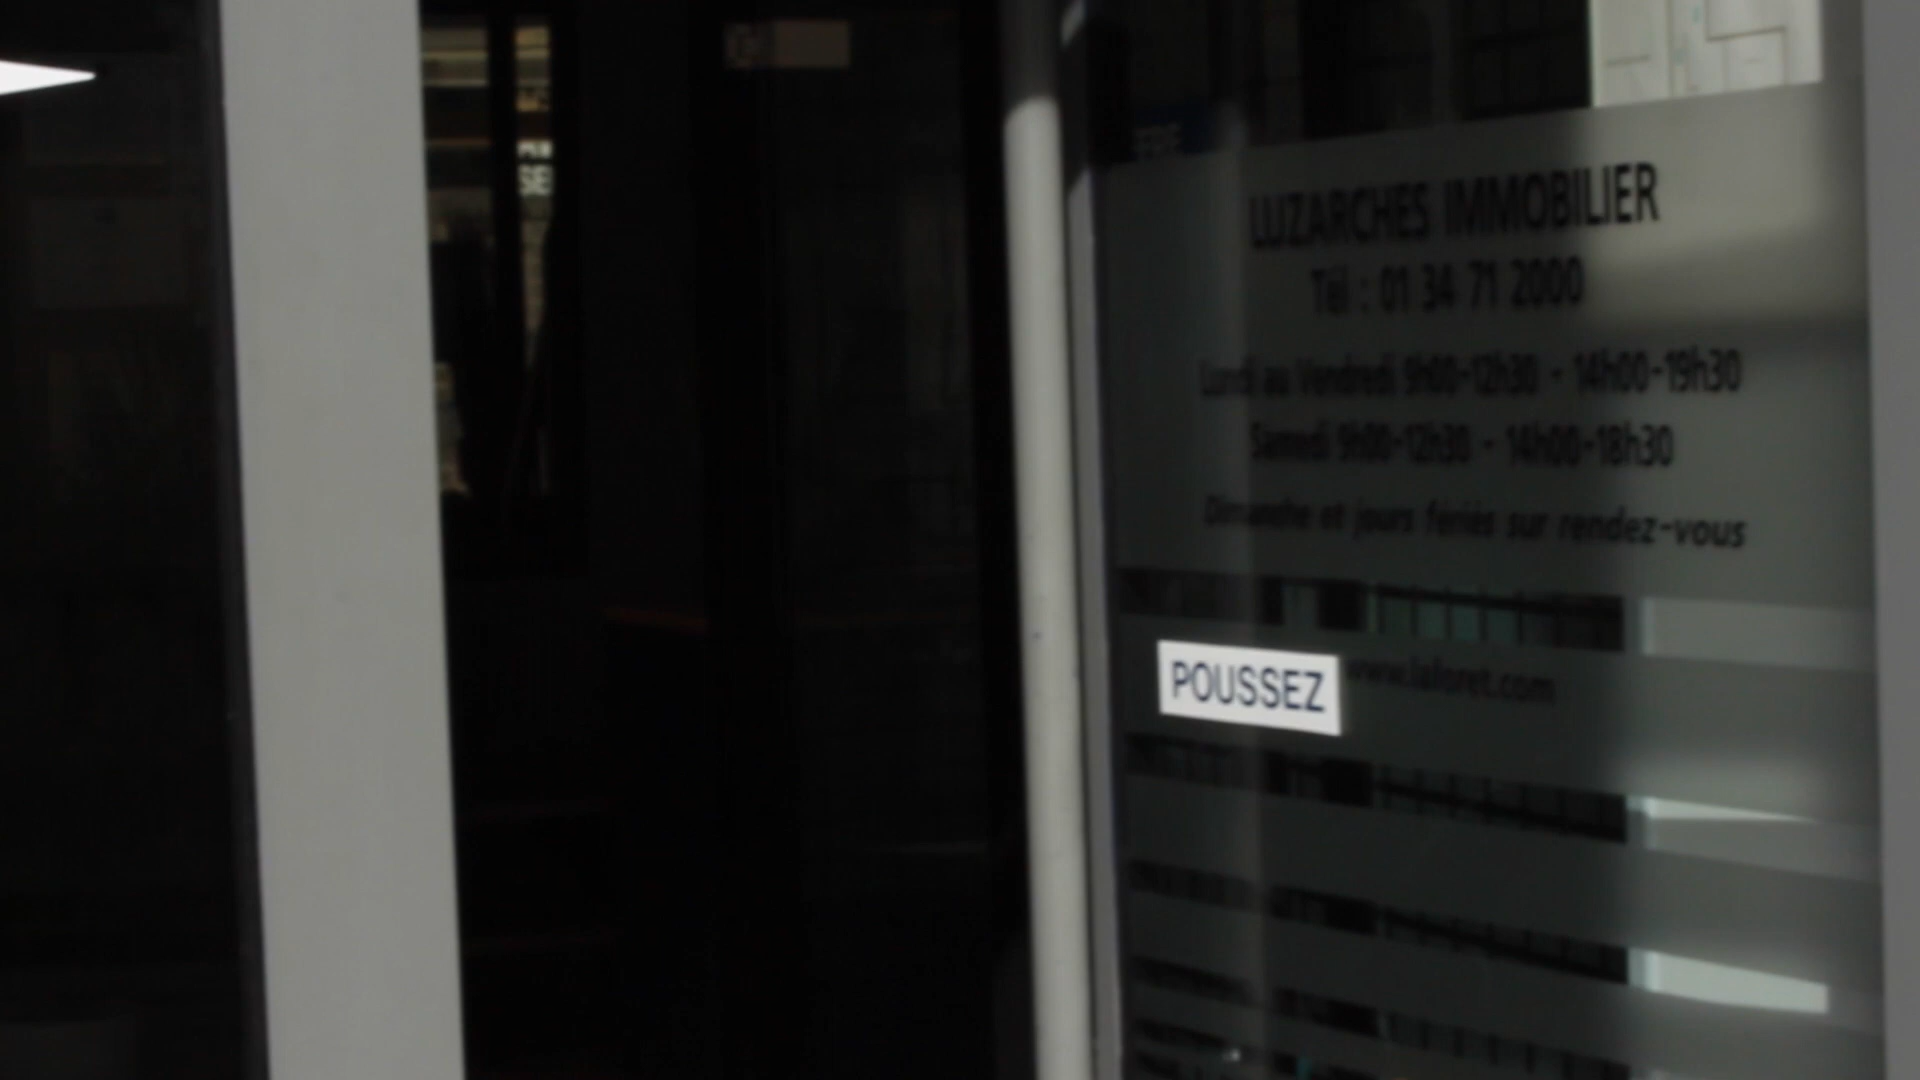 LUZARCHES IMMOBILIER
Tél : 01 34 71 2000
Lundi au Vendredi 9h00-12h30 - 14h00-19h30
Samedi 9h00-12h30 - 14h00-18h30
Dimanche et jours fériés sur rendez-vous
www.laforet.com
POUSSEZ